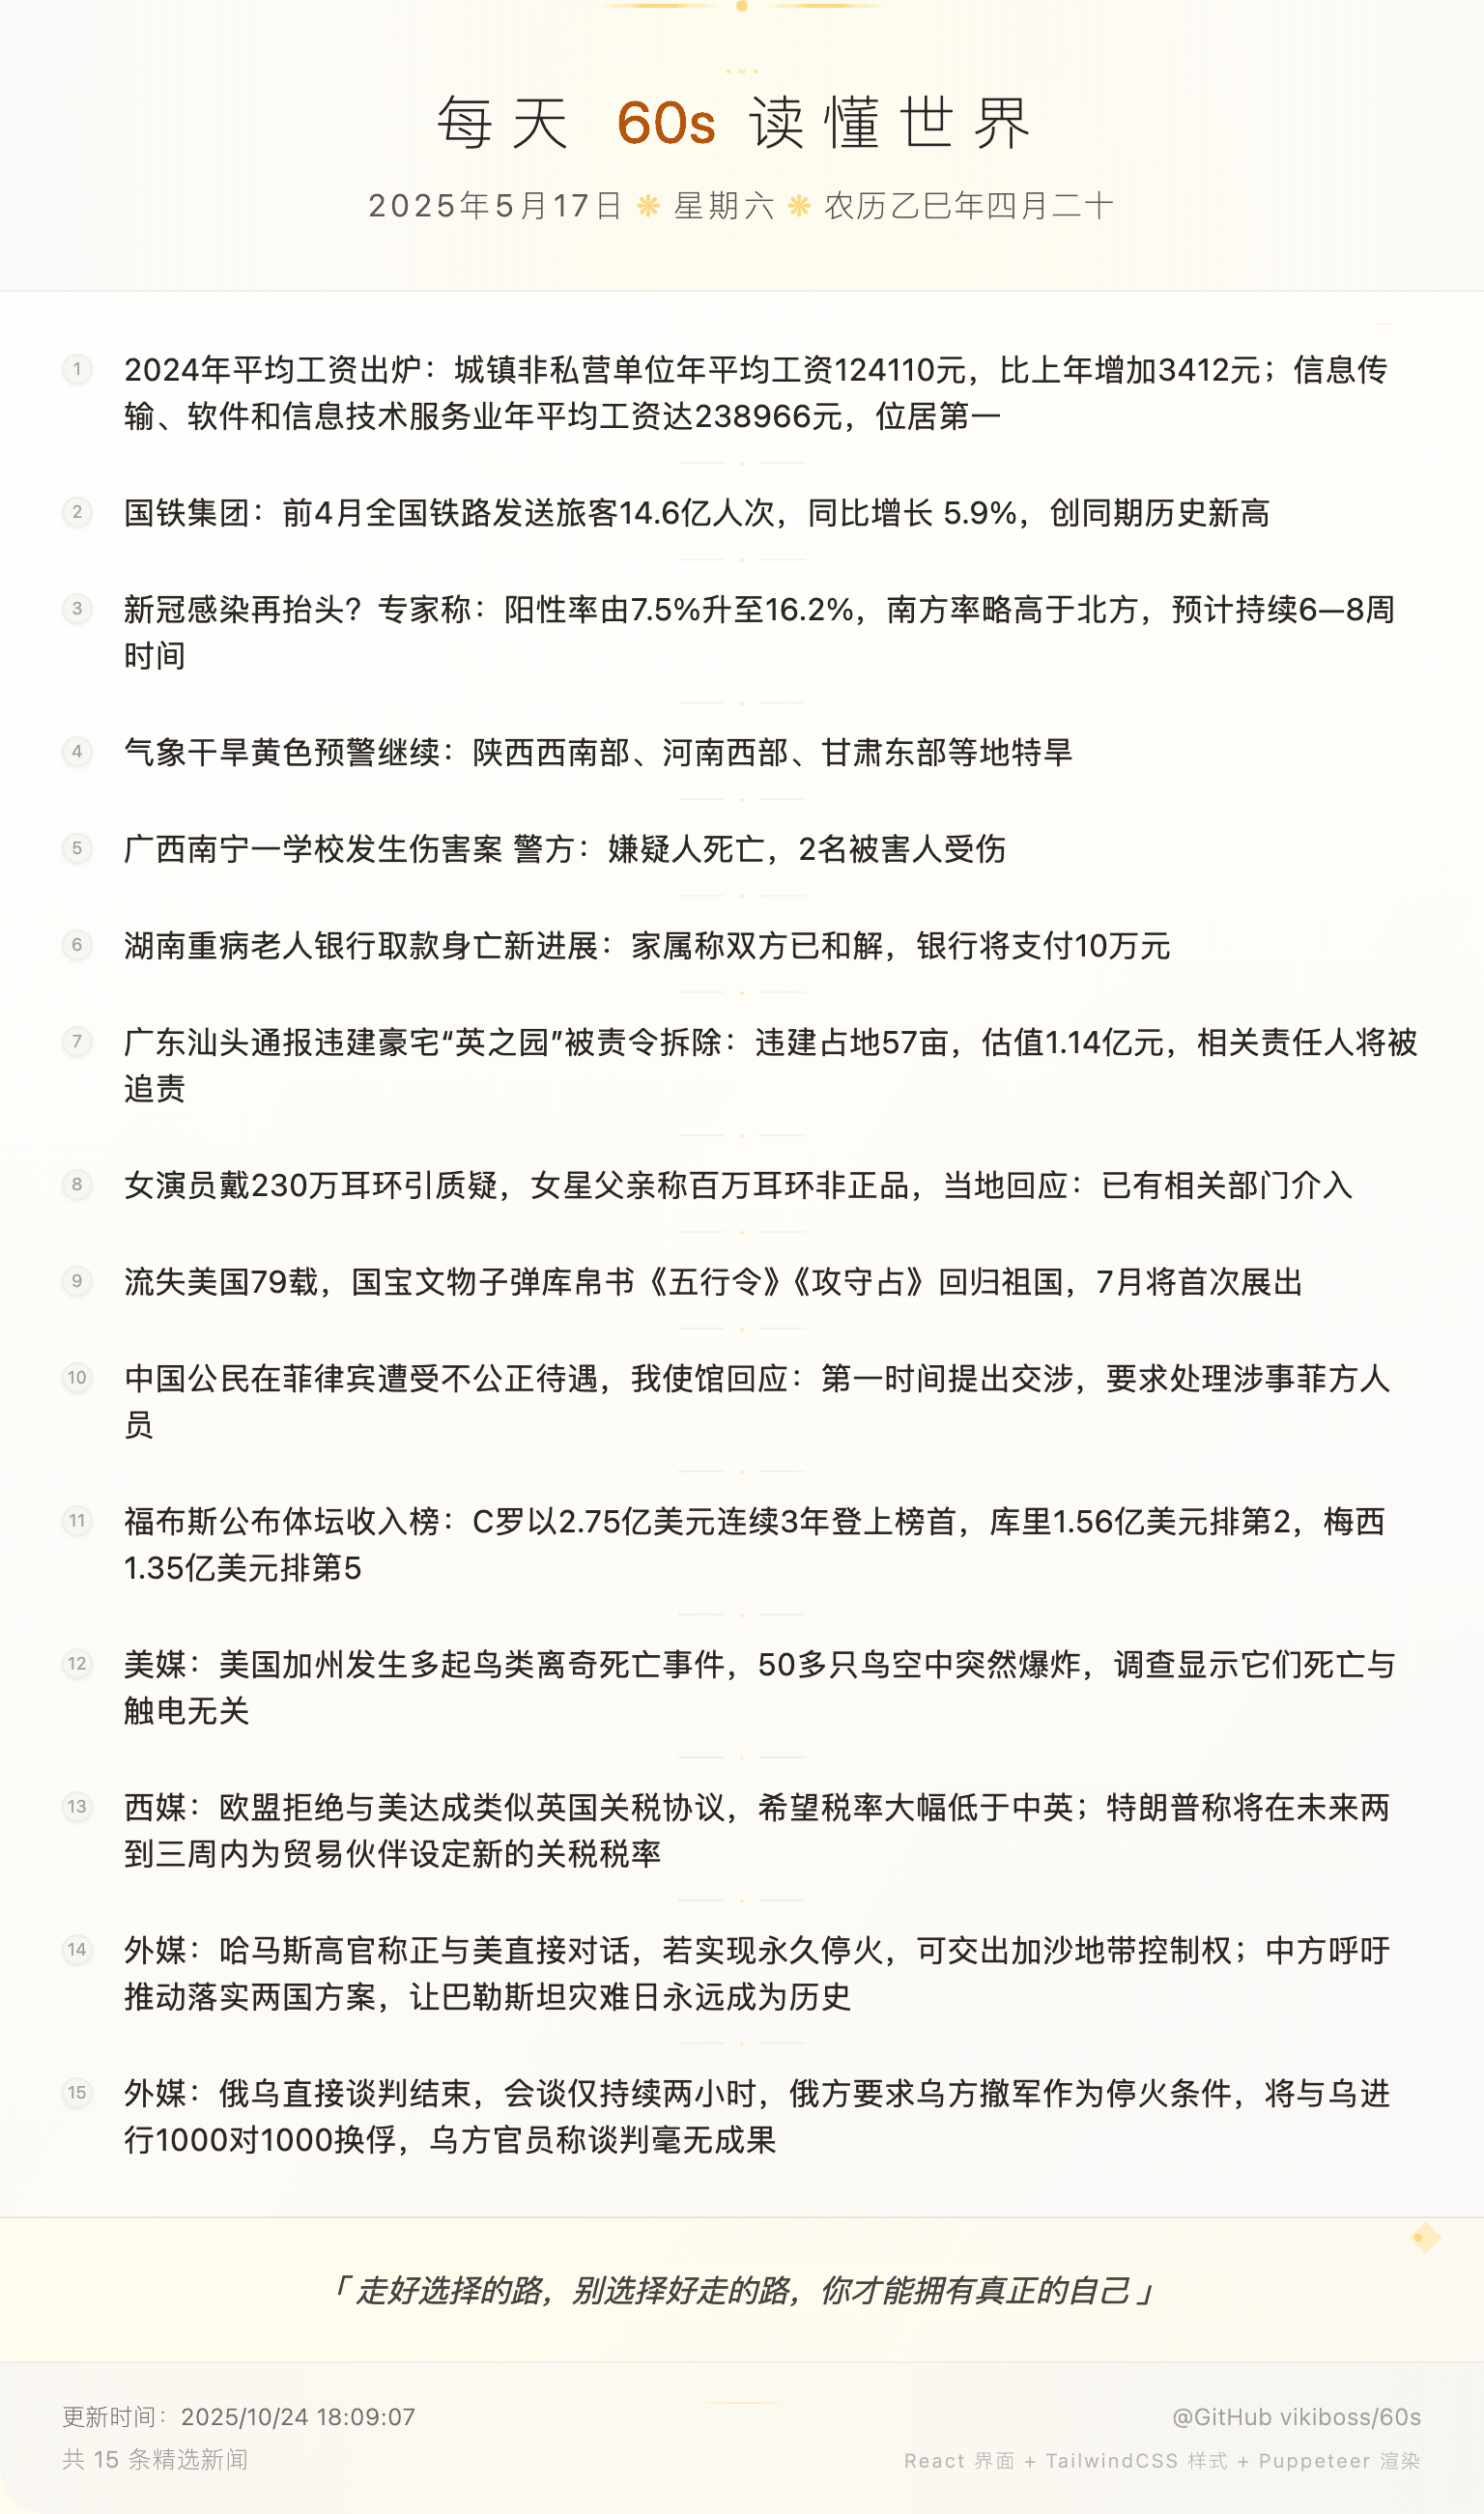 每天 60s 读懂世界
2025年5月17日 ❋ 星期六 ❋ 农历乙巳年四月二十
1 2024年平均工资出炉：城镇非私营单位年平均工资124110元，比上年增加3412元；信息传
输、软件和信息技术服务业年平均工资达238966元，位居第一
2 国铁集团：前4月全国铁路发送旅客14.6亿人次，同比增长 5.9%，创同期历史新高
3 新冠感染再抬头？专家称：阳性率由7.5%升至16.2%，南方率略高于北方，预计持续6—8周
时间
4 气象干旱黄色预警继续：陕西西南部、河南西部、甘肃东部等地特旱
5 广西南宁一学校发生伤害案 警方：嫌疑人死亡，2名被害人受伤
6 湖南重病老人银行取款身亡新进展：家属称双方已和解，银行将支付10万元
7 广东汕头通报违建豪宅“英之园”被责令拆除：违建占地57亩，估值1.14亿元，相关责任人将被
追责
8 女演员戴230万耳环引质疑，女星父亲称百万耳环非正品，当地回应：已有相关部门介入
9 流失美国79载，国宝文物子弹库帛书《五行令》《攻守占》回归祖国，7月将首次展出
10 中国公民在菲律宾遭受不公正待遇，我使馆回应：第一时间提出交涉，要求处理涉事菲方人
员
11 福布斯公布体坛收入榜：C罗以2.75亿美元连续3年登上榜首，库里1.56亿美元排第2，梅西
1.35亿美元排第5
12 美媒：美国加州发生多起鸟类离奇死亡事件，50多只鸟空中突然爆炸，调查显示它们死亡与
触电无关
13 西媒：欧盟拒绝与美达成类似英国关税协议，希望税率大幅低于中英；特朗普称将在未来两
到三周内为贸易伙伴设定新的关税税率
14 外媒：哈马斯高官称正与美直接对话，若实现永久停火，可交出加沙地带控制权；中方呼吁
推动落实两国方案，让巴勒斯坦灾难日永远成为历史
15 外媒：俄乌直接谈判结束，会谈仅持续两小时，俄方要求乌方撤军作为停火条件，将与乌进
行1000对1000换俘，乌方官员称谈判毫无成果
「 走好选择的路，别选择好走的路，你才能拥有真正的自己 」
更新时间：2025/10/24 18:09:07
@GitHub vikiboss/60s
共 15 条精选新闻
React 界面 + TailwindCSS 样式 + Puppeteer 渲染